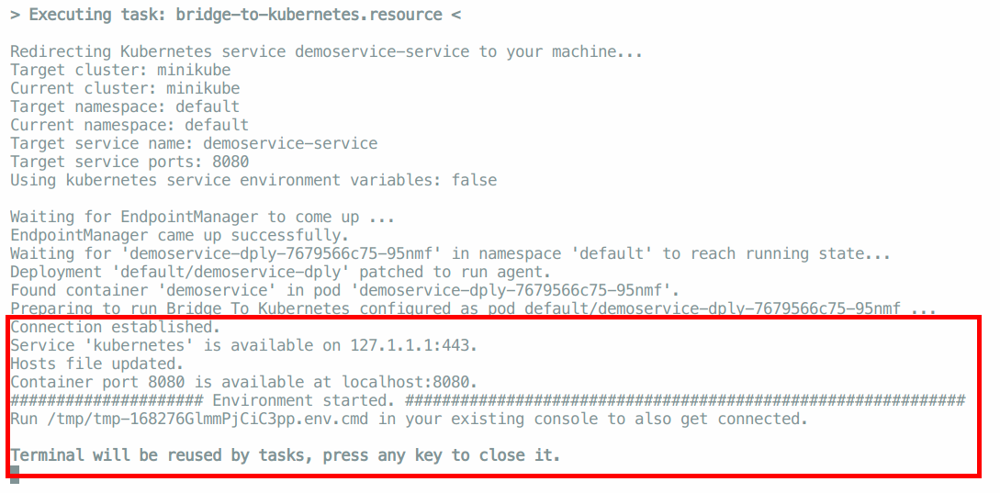 > Executing task: bridge-to-kubernetes.resource <
Redirecting Kubernetes service demoservice-service to your machine...
Target cluster: minikube
Current cluster: minikube
Target namespace: default
Current namespace: default
Target service name: demoservice-service
Target service ports: 8080
Using kubernetes service environment variables: false
Waiting for EndpointManager to come up ...
EndpointManager came up successfully.
Waiting for 'demoservice-dply-7679566c75-95nmf' in namespace 'default' to reach running state...
Deployment 'default/demoservice-dply' patched to run agent.
Found container 'demoservice' in pod 'demoservice-dply-7679566c75-95nmf'.
Preparing to run Bridge To Kubernetes configured as pod default/demoservice-dply-7679566c75-95nmf ...
Connection established.
Service 'kubernetes' is available on 127.1.1.1:443.
Hosts file updated.
Container port 8080 is available at localhost:8080.
##################### Environment started. #############################################################
Run /tmp/tmp-168276GlmmPjCiC3pp.env.cmd in your existing console to also get connected.
Terminal will be reused by tasks, press any key to close it.